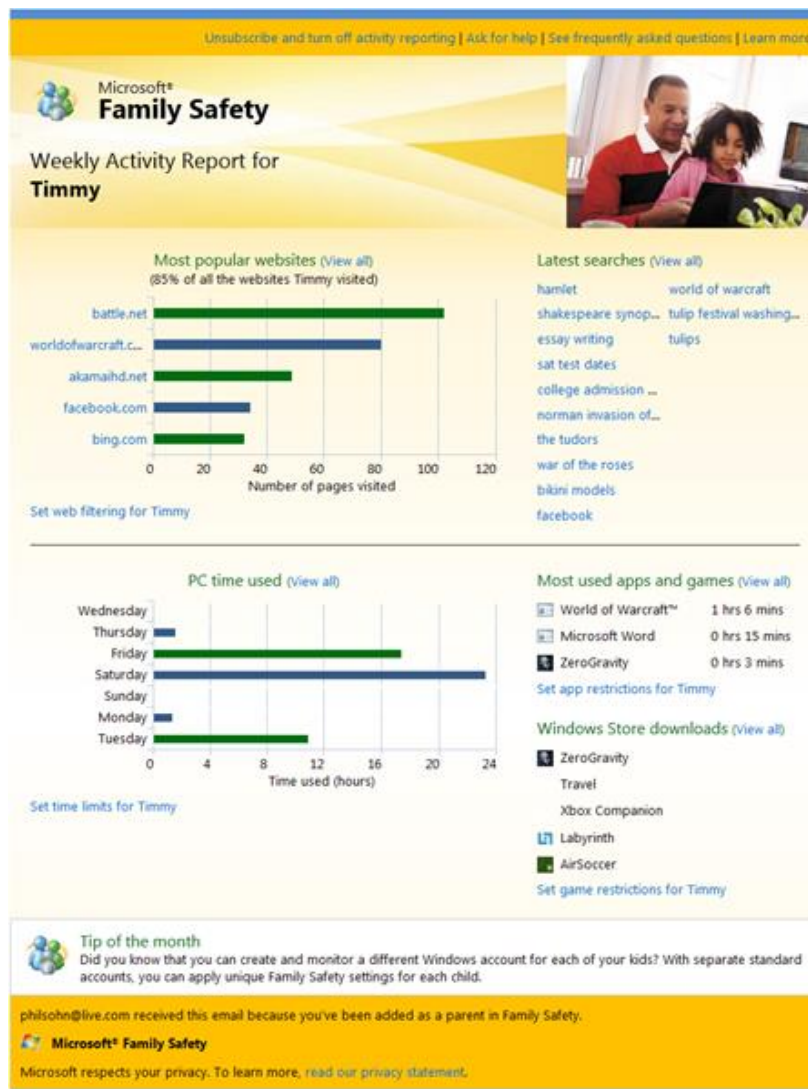 Unsubscribe and turn off activity reporting | Ask for help | See frequently asked questions | Learn more
Microsoft®
Family Safety
Weekly Activity Report for
Timmy
Most popular websites (View all)
(85% of all the websites Timmy visited)
battle.net
worldofwarcraft.c...
akamaihd.net
facebook.com
bing.com
0 20 40 60 80 100 120
Number of pages visited
Set web filtering for Timmy
Latest searches (View all)
hamlet world of warcraft
shakespeare synop... tulip festival washing...
essay writing tulips
sat test dates
college admission ...
norman invasion of...
the tudors
war of the roses
bikini models
facebook
PC time used (View all)
Wednesday
Thursday
Friday
Saturday
Sunday
Monday
Tuesday
0 4 8 12 16 20 24
Time used (hours)
Set time limits for Timmy
Most used apps and games (View all)
World of Warcraft™ 1 hrs 6 mins
Microsoft Word 0 hrs 15 mins
ZeroGravity 0 hrs 3 mins
Set app restrictions for Timmy
Windows Store downloads (View all)
ZeroGravity
Travel
Xbox Companion
Labyrinth
AirSoccer
Set game restrictions for Timmy
Tip of the month
Did you know that you can create and monitor a different Windows account for each of your kids? With separate standard
accounts, you can apply unique Family Safety settings for each child.
philsohn@live.com received this email because you've been added as a parent in Family Safety.
Microsoft® Family Safety
Microsoft respects your privacy. To learn more, read our privacy statement.